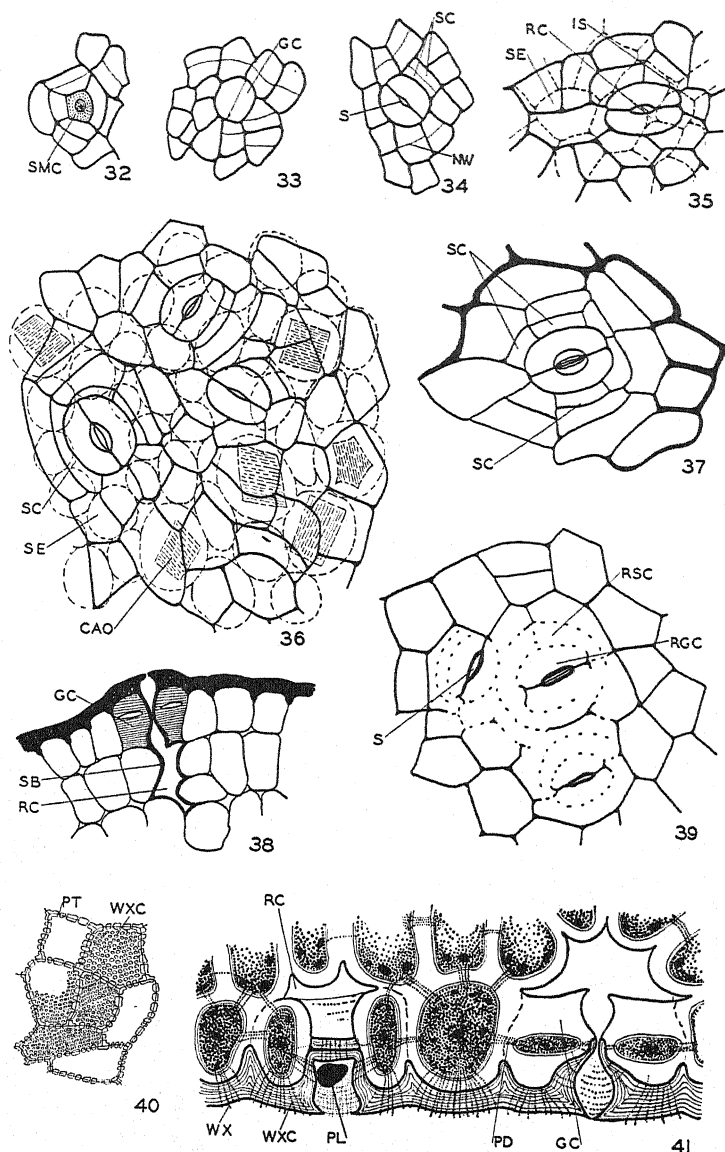 SMC
32
GC
33
SC
S
NW
34
RC
IS
SE
35
SC
SE
CAO
36
SC
SC
37
GC
SB
RC
38
RSC
RGC
S
39
PT
WXC
40
RC
WX
WXC
PL
PD
GC
41